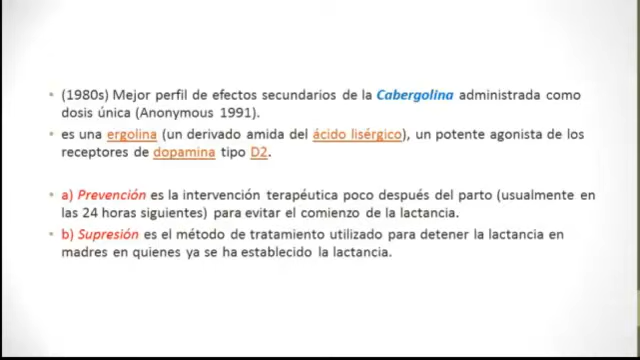 • (1980s) Mejor perfil de efectos secundarios de la Cabergolina administrada como
dosis única (Anonymous 1991).
• es una ergolina (un derivado amida del ácido lisérgico), un potente agonista de los
receptores de dopamina tipo D2.
• a) Prevención es la intervención terapéutica poco después del parto (usualmente en
las 24 horas siguientes) para evitar el comienzo de la lactancia.
• b) Supresión es el método de tratamiento utilizado para detener la lactancia en
madres en quienes ya se ha establecido la lactancia.